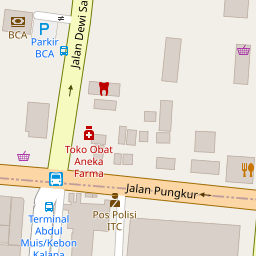 BCA
P
Parkir
BCA
Jalan Dewi Sa
Toko Obat
Aneka
Farma
Jalan Pungkur
Pos Polisi
ITC
Terminal
Abdul
Muis/Kebon
Kalapa